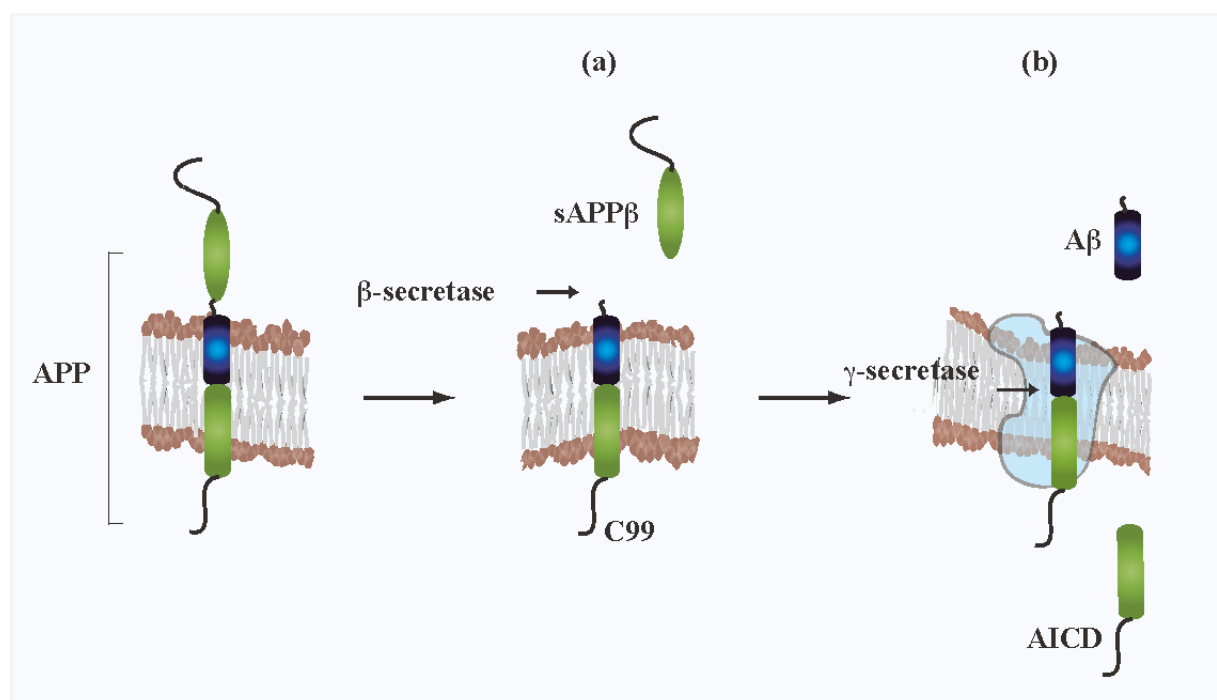 (a)
(b)
sAPPβ
Aβ
β-secretase
APP
γ-secretase
C99
AICD